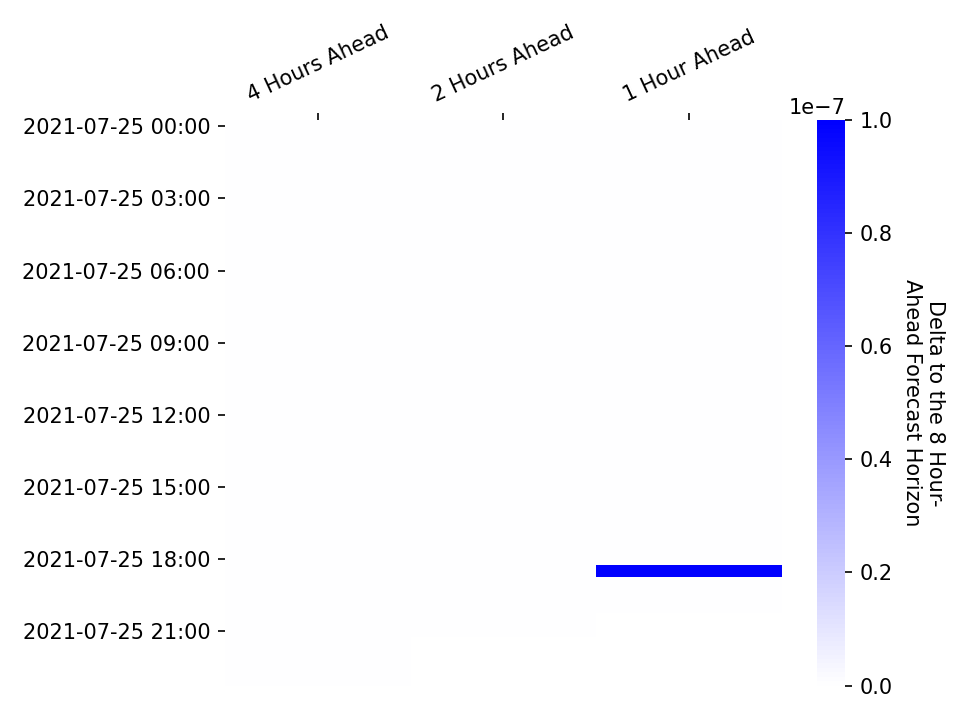 4 Hours Ahead
2 Hours Ahead
1 Hour Ahead
1e−7
2021-07-25 00:00
2021-07-25 03:00
2021-07-25 06:00
2021-07-25 09:00
2021-07-25 12:00
2021-07-25 15:00
2021-07-25 18:00
2021-07-25 21:00
1.0
0.8
0.6
0.4
0.2
0.0
Delta to the 8 Hour-
Ahead Forecast Horizon